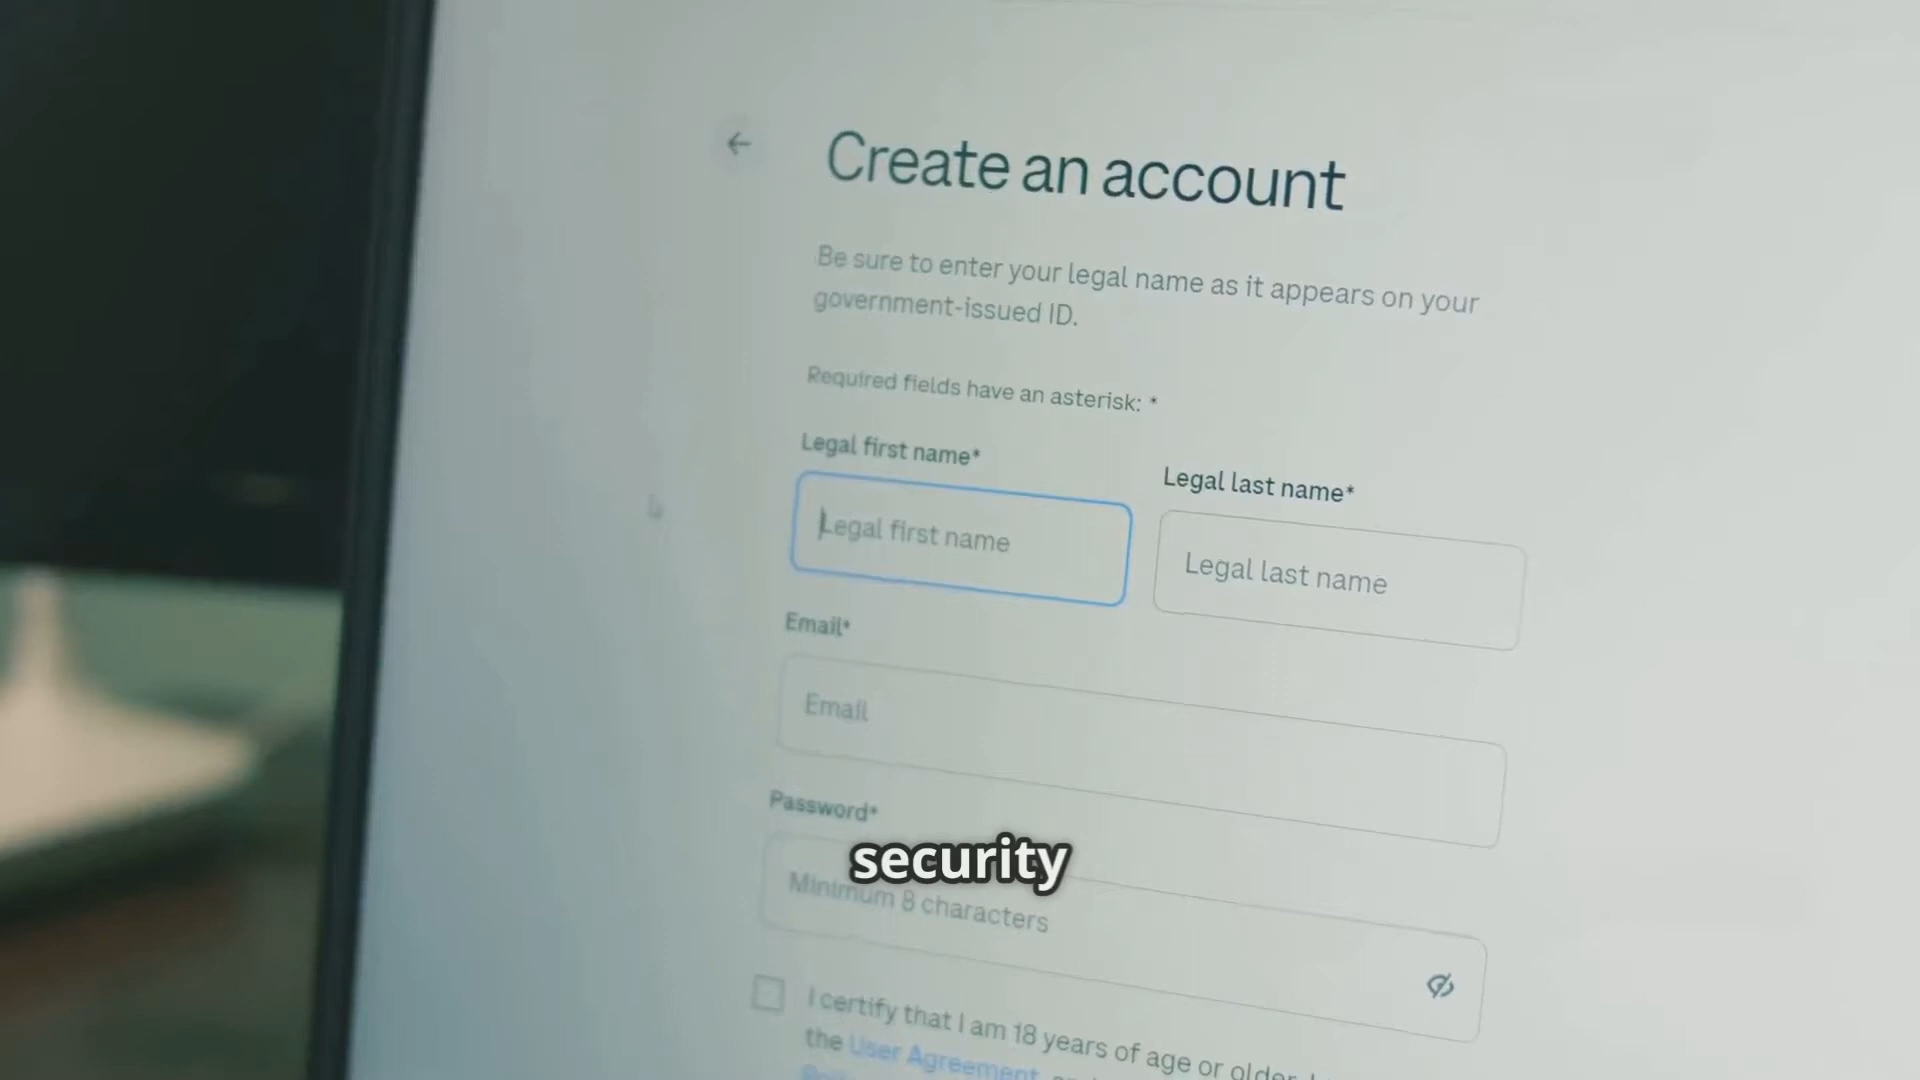 Create an account
Be sure to enter your legal name as it appears on your
government-issued ID.
Required fields have an asterisk: *
Legal first name*
Legal last name*
Legal first name
Legal last name
Email*
Email
Password*
security
Minimum 8 characters
I certify that I am 18 years of age or older,
the User Agreement,